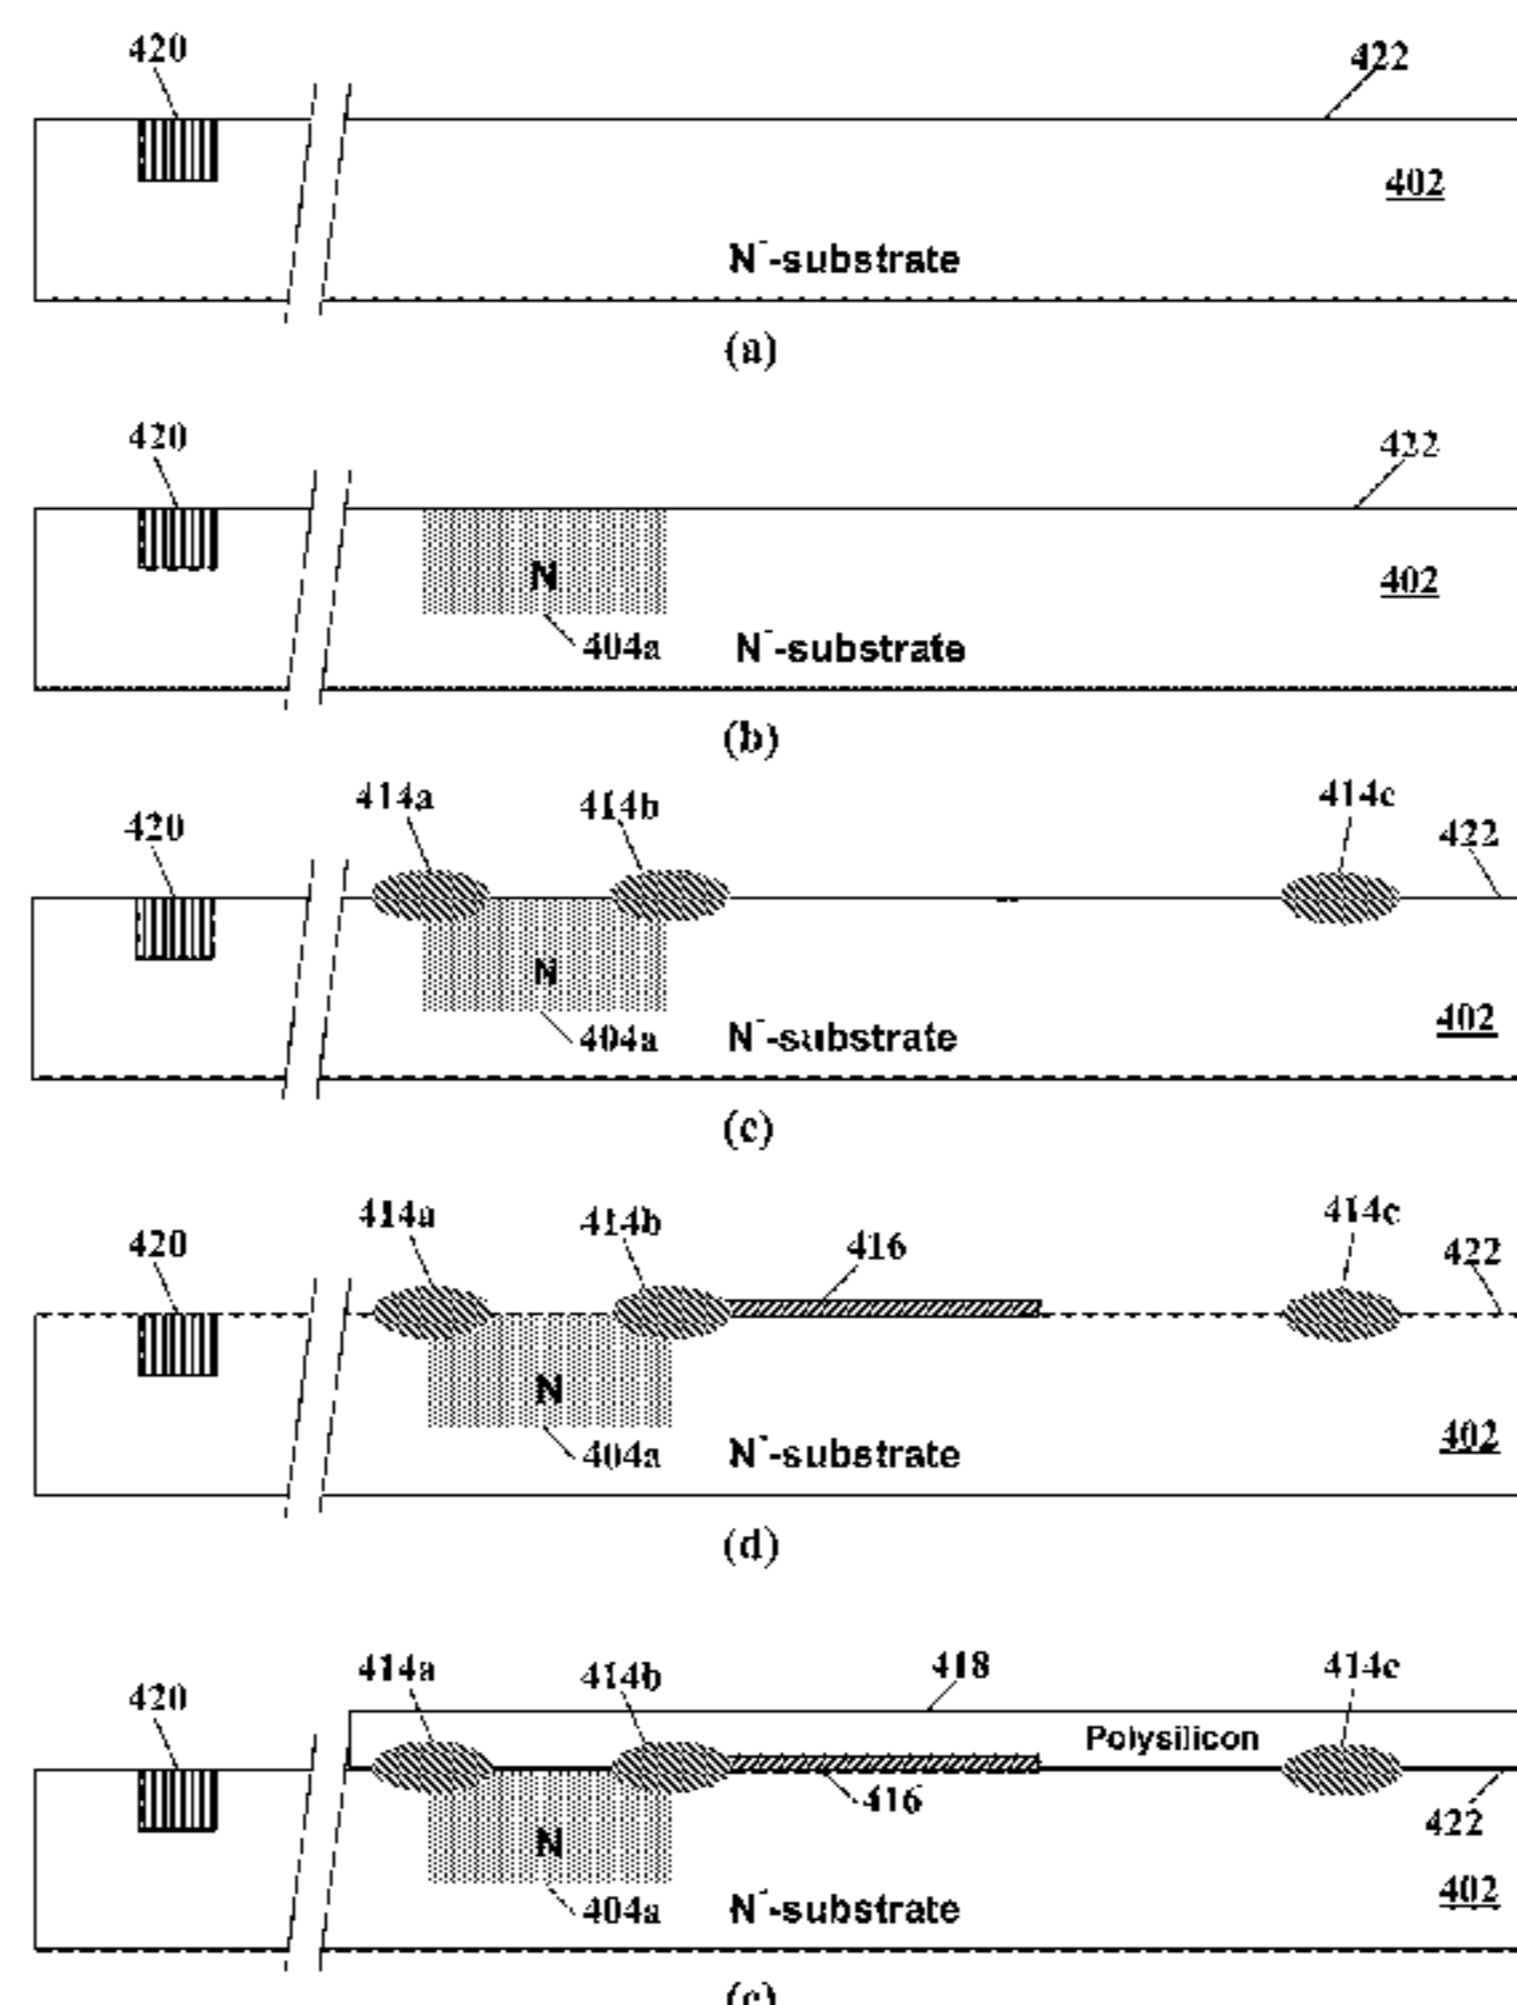 420 422
402
N⁻-substrate
(a)
420 422
N 402
404a N⁻-substrate
(b)
414a 414b 414c
420 422
N
404a N⁻-substrate 402
(c)
414a 414b 414c
420 416 422
N
404a N⁻-substrate 402
(d)
414a 414b 418 414c
420 Polysilicon
416 422
N
404a N⁻-substrate 402